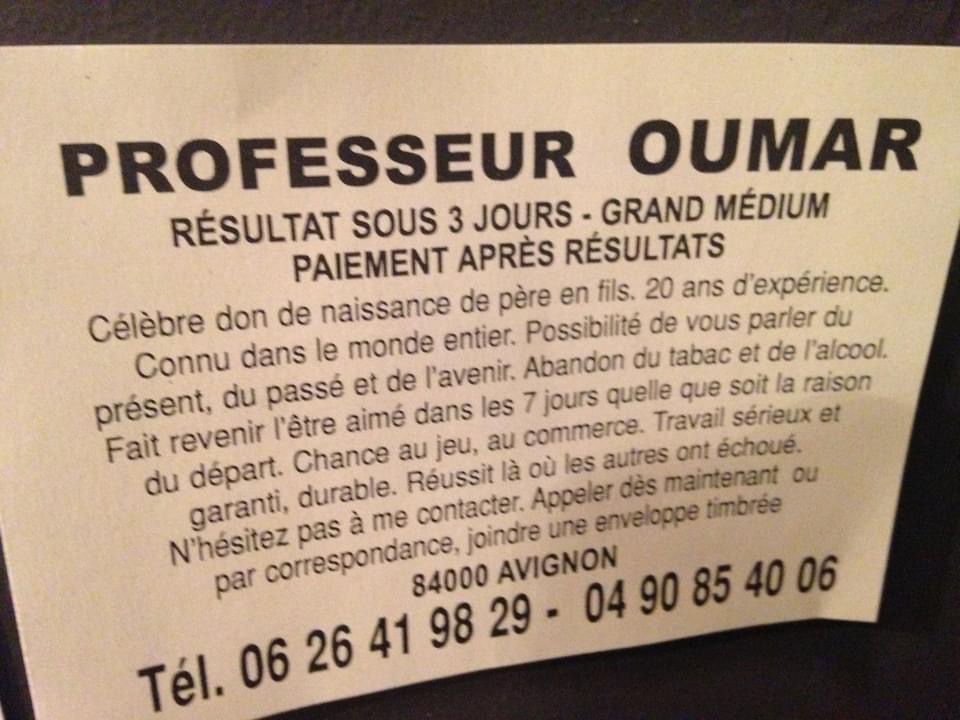 PROFESSEUR OUMAR
RÉSULTAT SOUS 3 JOURS - GRAND MÉDIUM
PAIEMENT APRÈS RÉSULTATS
Célèbre don de naissance de père en fils. 20 ans d'expérience.
Connu dans le monde entier. Possibilité de vous parler du
présent, du passé et de l'avenir. Abandon du tabac et de l'alcool.
Fait revenir l'être aimé dans les 7 jours quelle que soit la raison
du départ. Chance au jeu, au commerce. Travail sérieux et
garanti, durable. Réussit là où les autres ont échoué.
N'hésitez pas à me contacter. Appeler dès maintenant ou
par correspondance, joindre une enveloppe timbrée
84000 AVIGNON
Tél. 06 26 41 98 29 - 04 90 85 40 06